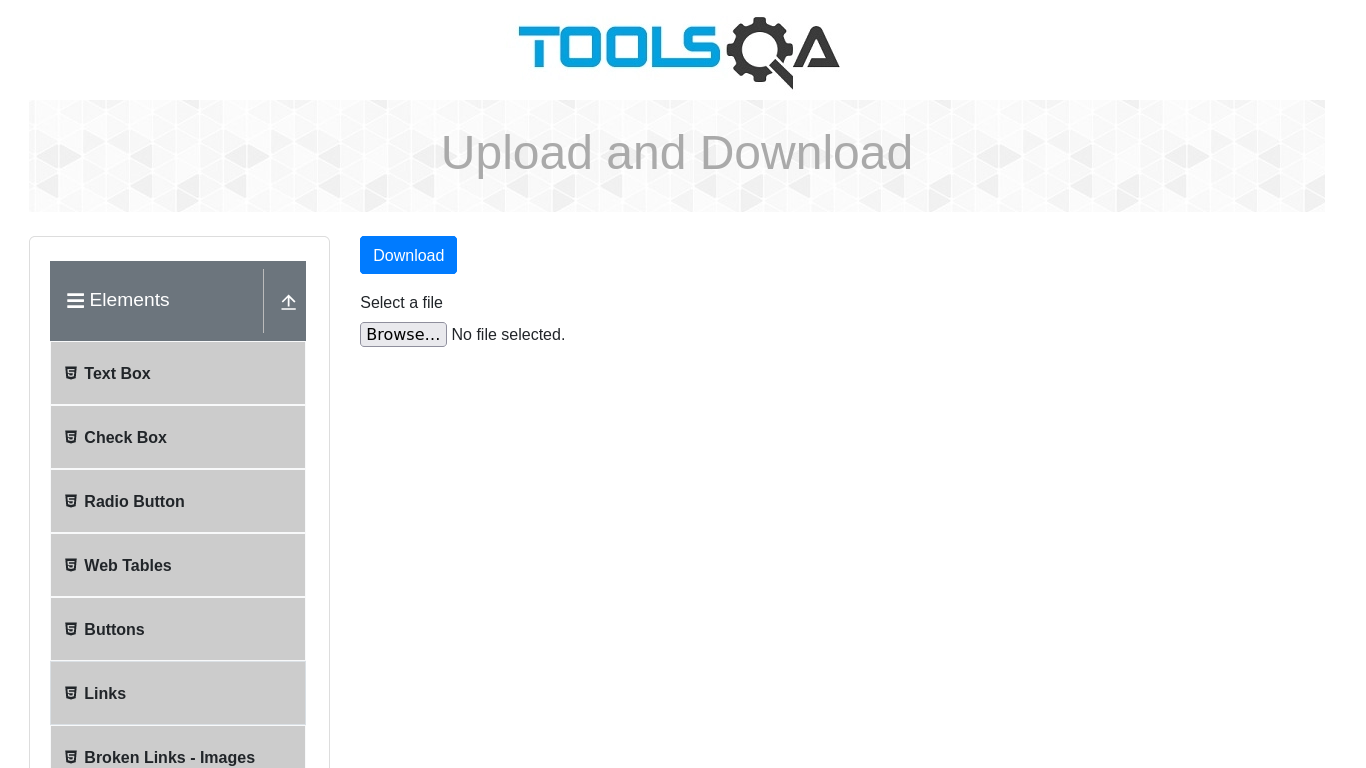 TOOLSQA
Upload and Download
Elements
Text Box
Check Box
Radio Button
Web Tables
Buttons
Links
Broken Links - Images
Download
Select a file
Browse... No file selected.